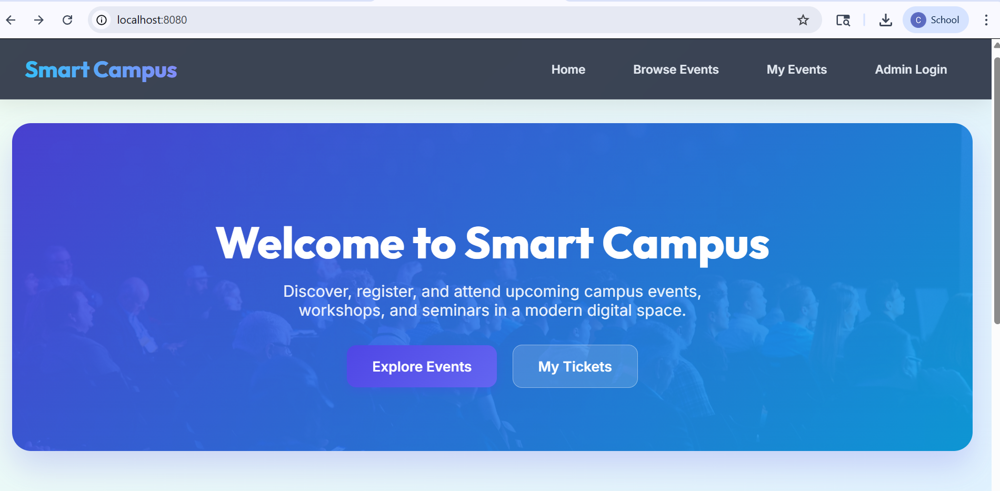 localhost:8080
C School
Smart Campus
Home Browse Events My Events Admin Login
Welcome to Smart Campus
Discover, register, and attend upcoming campus events,
workshops, and seminars in a modern digital space.
Explore Events My Tickets